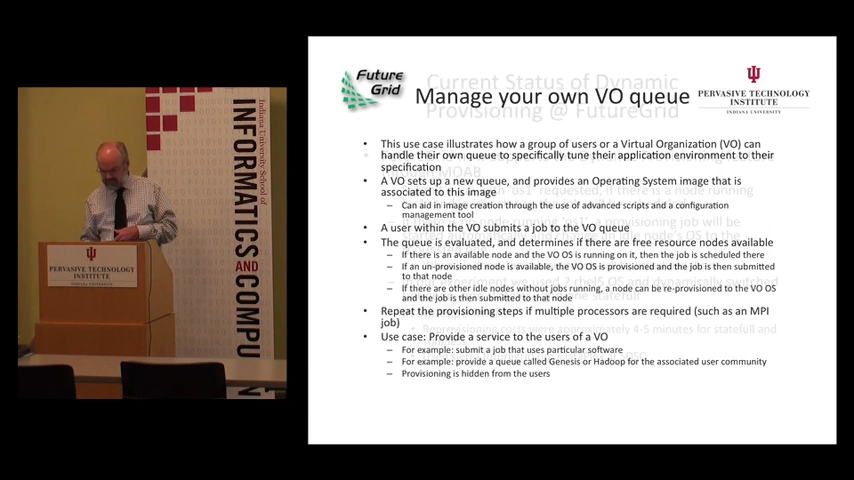 Indiana University School of
INFORMATICS AND COMPU
PERVASIVE TECHNOLOGY
INSTITUTE
Future
Grid
Current Status of Dynamic
Manage your own VO queue
Provisioning @ FutureGrid
PERVASIVE TECHNOLOGY
INSTITUTE
INDIANA UNIVERSITY
• This use case illustrates how a group of users or a Virtual Organization (VO) can
handle their own queue to specifically tune their application environment to their
specification
• A VO sets up a new queue, and provides an Operating System image that is
associated to this image
– Can aid in image creation through the use of advanced scripts and a configuration
management tool
• A user within the VO submits a job to the VO queue
• The queue is evaluated, and determines if there are free resource nodes available
– If there is an available node and the VO OS is running on it, then the job is scheduled there
– If an un-provisioned node is available, the VO OS is provisioned and the job is then submitted
to that node
– If there are other idle nodes without jobs running, a node can be re-provisioned to the VO OS
and the job is then submitted to that node
• Repeat the provisioning steps if multiple processors are required (such as an MPI
job)
• Use case: Provide a service to the users of a VO
– For example: submit a job that uses particular software
– For example: provide a queue called Genesis or Hadoop for the associated user community
– Provisioning is hidden from the users